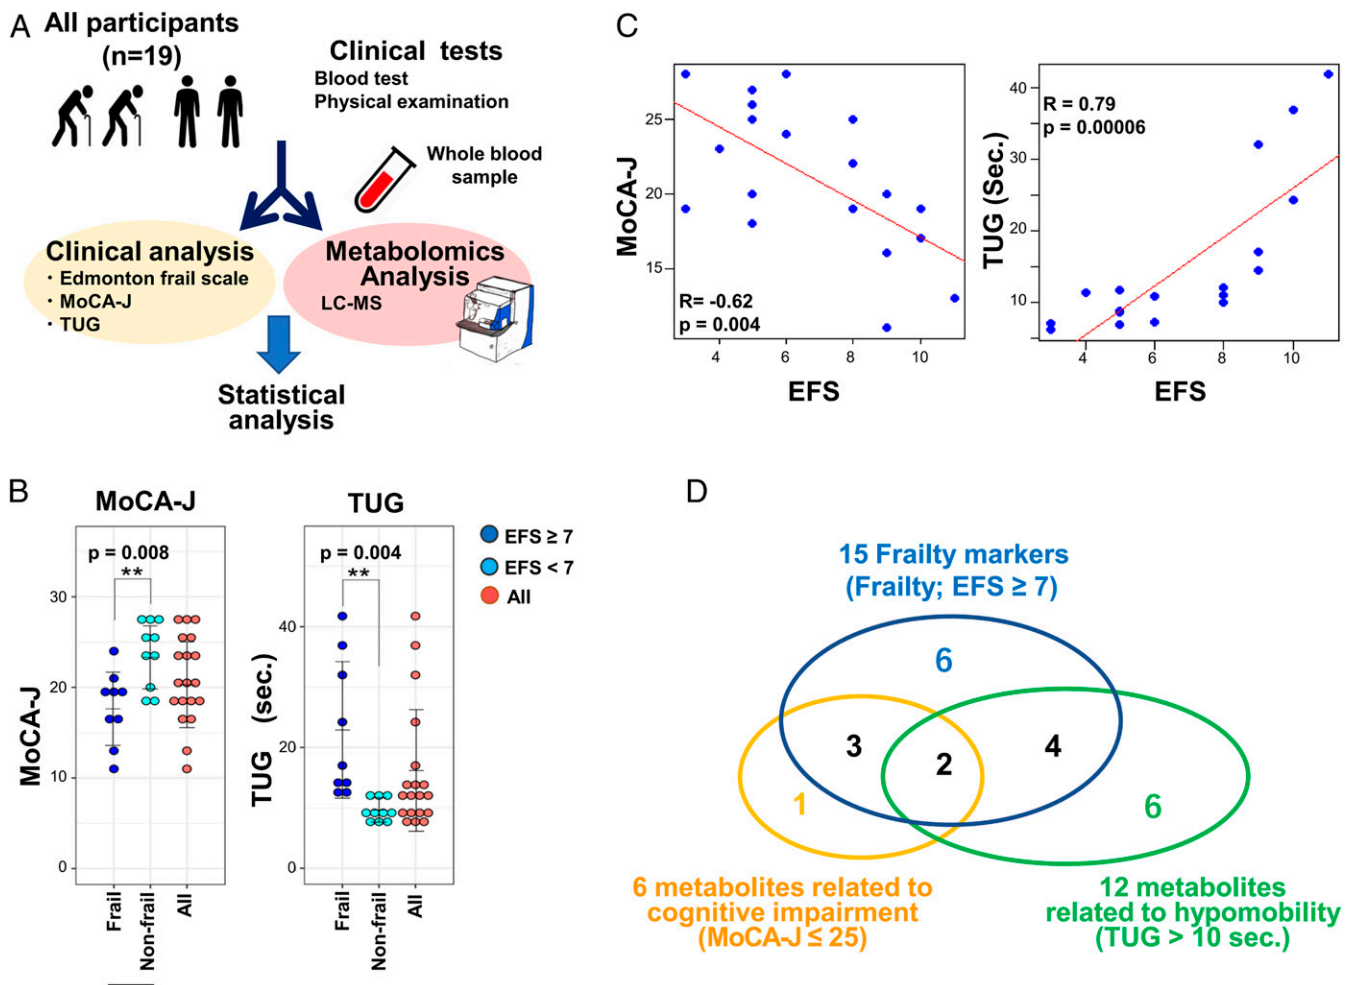 A
All participants
(n=19)
Clinical tests
Blood test
Physical examination
Whole blood
sample
Clinical analysis
・Edmonton frail scale
・MoCA-J
・TUG
Metabolomics
Analysis
LC-MS
Statistical
analysis
B
MoCA-J
p = 0.008
**
MoCA-J
30
20
10
0
Frail
Non-frail
All
TUG
p = 0.004
**
TUG (sec.)
40
20
0
Frail
Non-frail
All
EFS ≥ 7
EFS < 7
All
C
MoCA-J
25
20
15
R= -0.62
p = 0.004
4 6 8 10
EFS
TUG (Sec.)
40
30
20
10
R = 0.79
p = 0.00006
4 6 8 10
EFS
D
15 Frailty markers
(Frailty; EFS ≥ 7)
6
3
2
4
1
6
6 metabolites related to
cognitive impairment
(MoCA-J ≤ 25)
12 metabolites
related to hypomobility
(TUG > 10 sec.)